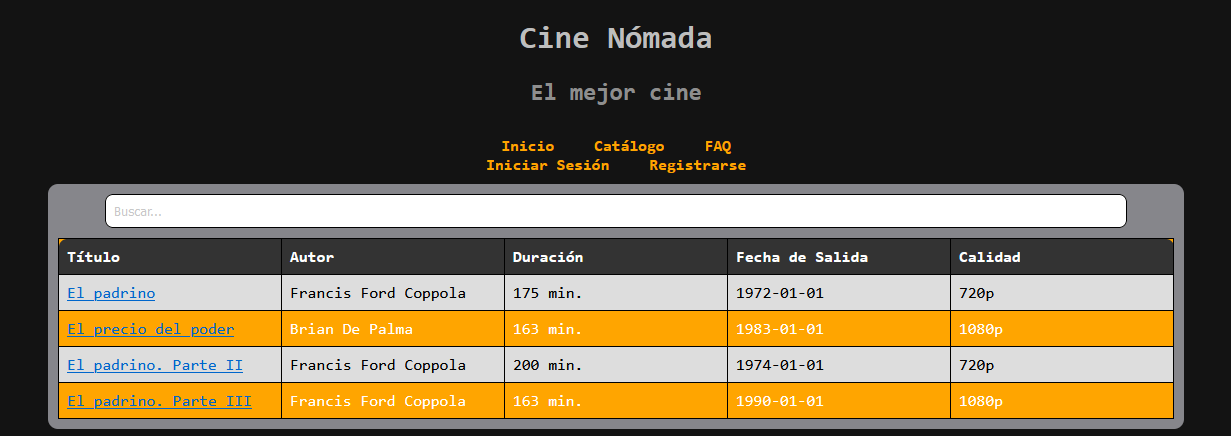 Cine Nómada
El mejor cine
Inicio Catálogo FAQ
Iniciar Sesión Registrarse
Buscar...
Título Autor Duración Fecha de Salida Calidad
El padrino Francis Ford Coppola 175 min. 1972-01-01 720p
El precio del poder Brian De Palma 163 min. 1983-01-01 1080p
El padrino. Parte II Francis Ford Coppola 200 min. 1974-01-01 720p
El padrino. Parte III Francis Ford Coppola 163 min. 1990-01-01 1080p